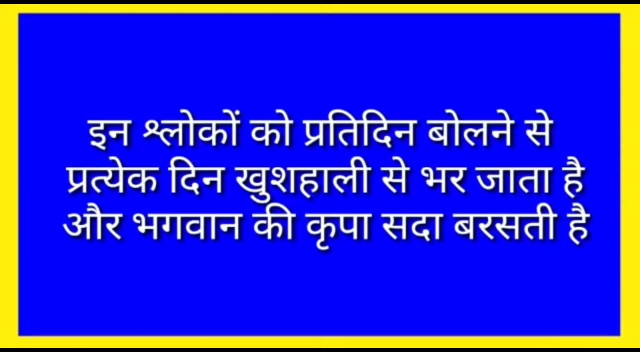 इन श्लोकों को प्रतिदिन बोलने से
प्रत्येक दिन खुशहाली से भर जाता है
और भगवान की कृपा सदा बरसती है